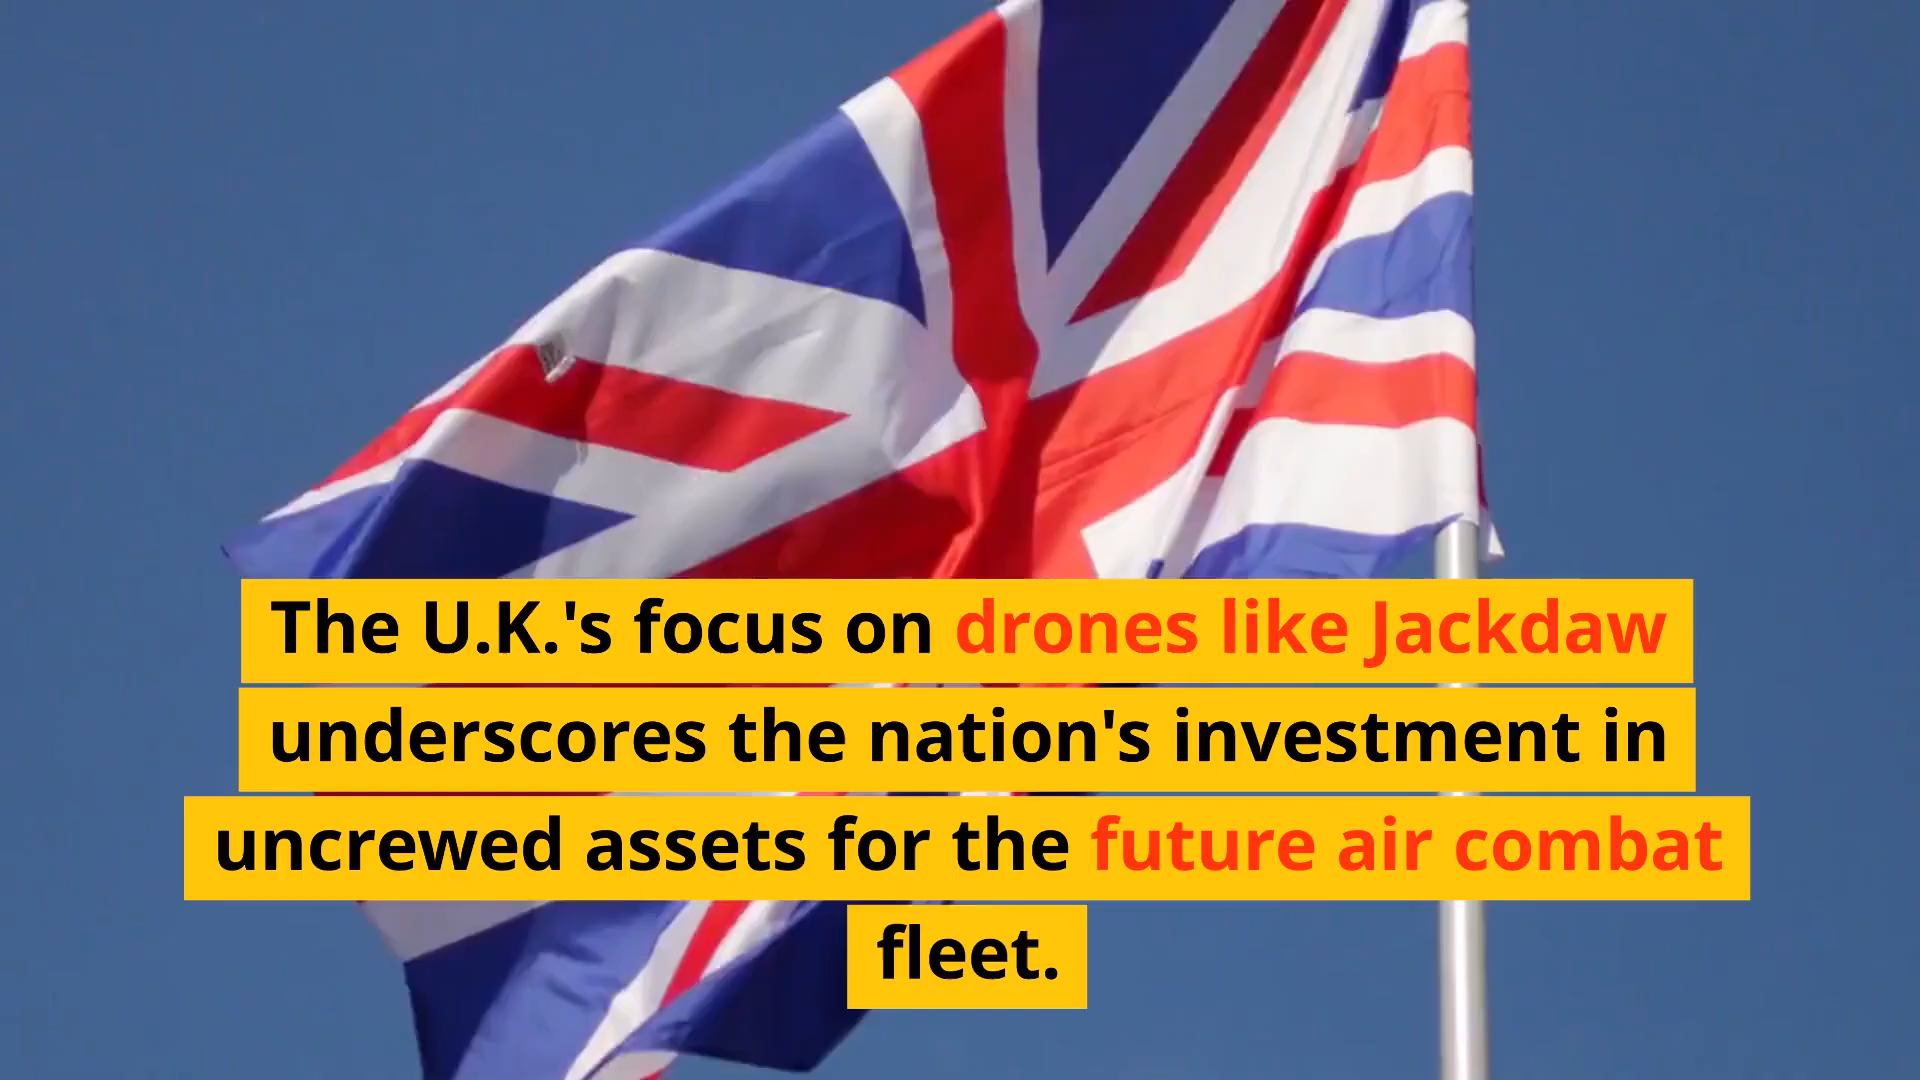 The U.K.'s focus on drones like Jackdaw
underscores the nation's investment in
uncrewed assets for the future air combat
fleet.